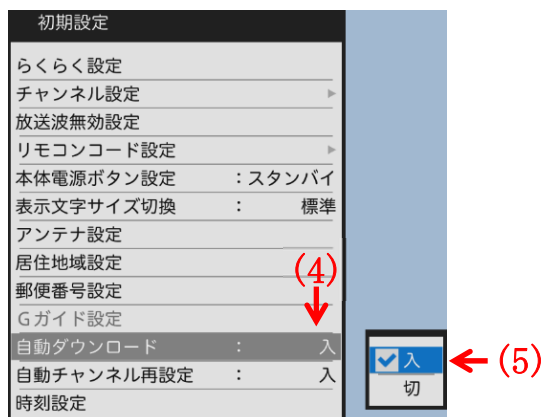 初期設定
らくらく設定
チャンネル設定
放送波無効設定
リモコンコード設定
本体電源ボタン設定 :スタンバイ
表示文字サイズ切換 : 標準
アンテナ設定
居住地域設定
(4)
郵便番号設定
Gガイド設定
自動ダウンロード : 入
自動チャンネル再設定 : 入
時刻設定
入
(5)
切